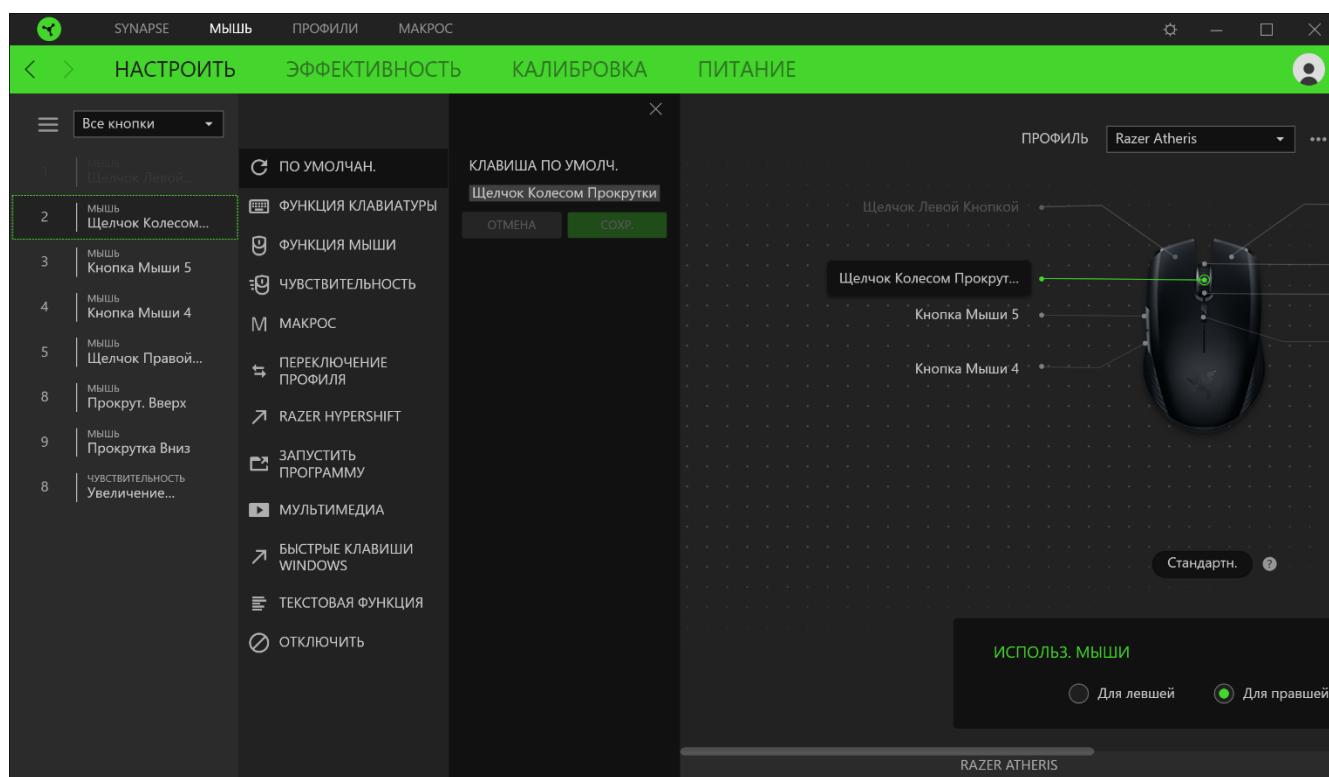 SYNAPSE МЫШЬ ПРОФИЛИ МАКРОС
НАСТРОИТЬ ЭФФЕКТИВНОСТЬ КАЛИБРОВКА ПИТАНИЕ
Все кнопки
1 МЫШЬ
Щелчок Левой...
2 МЫШЬ
Щелчок Колесом...
3 МЫШЬ
Кнопка Мыши 5
4 МЫШЬ
Кнопка Мыши 4
5 МЫШЬ
Щелчок Правой...
8 МЫШЬ
Прокрут. Вверх
9 МЫШЬ
Прокрутка Вниз
8 ЧУВСТВИТЕЛЬНОСТЬ
Увеличение...
ПО УМОЛЧАН.
ФУНКЦИЯ КЛАВИАТУРЫ
ФУНКЦИЯ МЫШИ
ЧУВСТВИТЕЛЬНОСТЬ
МАКРОС
ПЕРЕКЛЮЧЕНИЕ
ПРОФИЛЯ
RAZER HYPERSHIFT
ЗАПУСТИТЬ
ПРОГРАММУ
МУЛЬТИМЕДИА
БЫСТРЫЕ КЛАВИШИ
WINDOWS
ТЕКСТОВАЯ ФУНКЦИЯ
ОТКЛЮЧИТЬ
КЛАВИША ПО УМОЛЧ.
Щелчок Колесом Прокрутки
ОТМЕНА СОХР.
ПРОФИЛЬ Razer Atheris
Щелчок Левой Кнопкой
Щелчок Колесом Прокрут...
Кнопка Мыши 5
Кнопка Мыши 4
Стандартн. ?
ИСПОЛЬЗ. МЫШИ
Для левшей Для правшей
RAZER ATHERIS